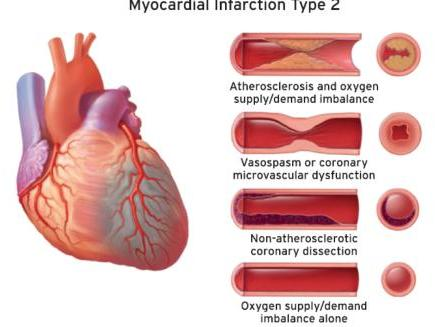 Myocardial Infarction Type 2
Atherosclerosis and oxygen
supply/demand imbalance
Vasospasm or coronary
microvascular dysfunction
Non-atherosclerotic
coronary dissection
Oxygen supply/demand
imbalance alone